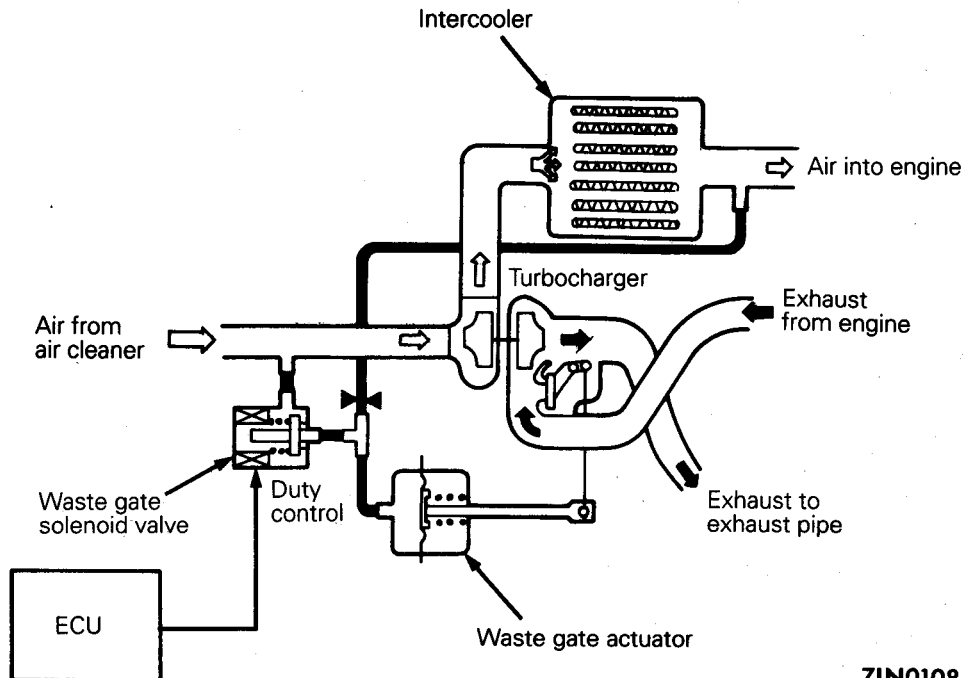 Intercooler
Air into engine
Turbocharger
Exhaust
from engine
Air from
air cleaner
Waste gate
solenoid valve
Duty
control
Exhaust to
exhaust pipe
ECU
Waste gate actuator